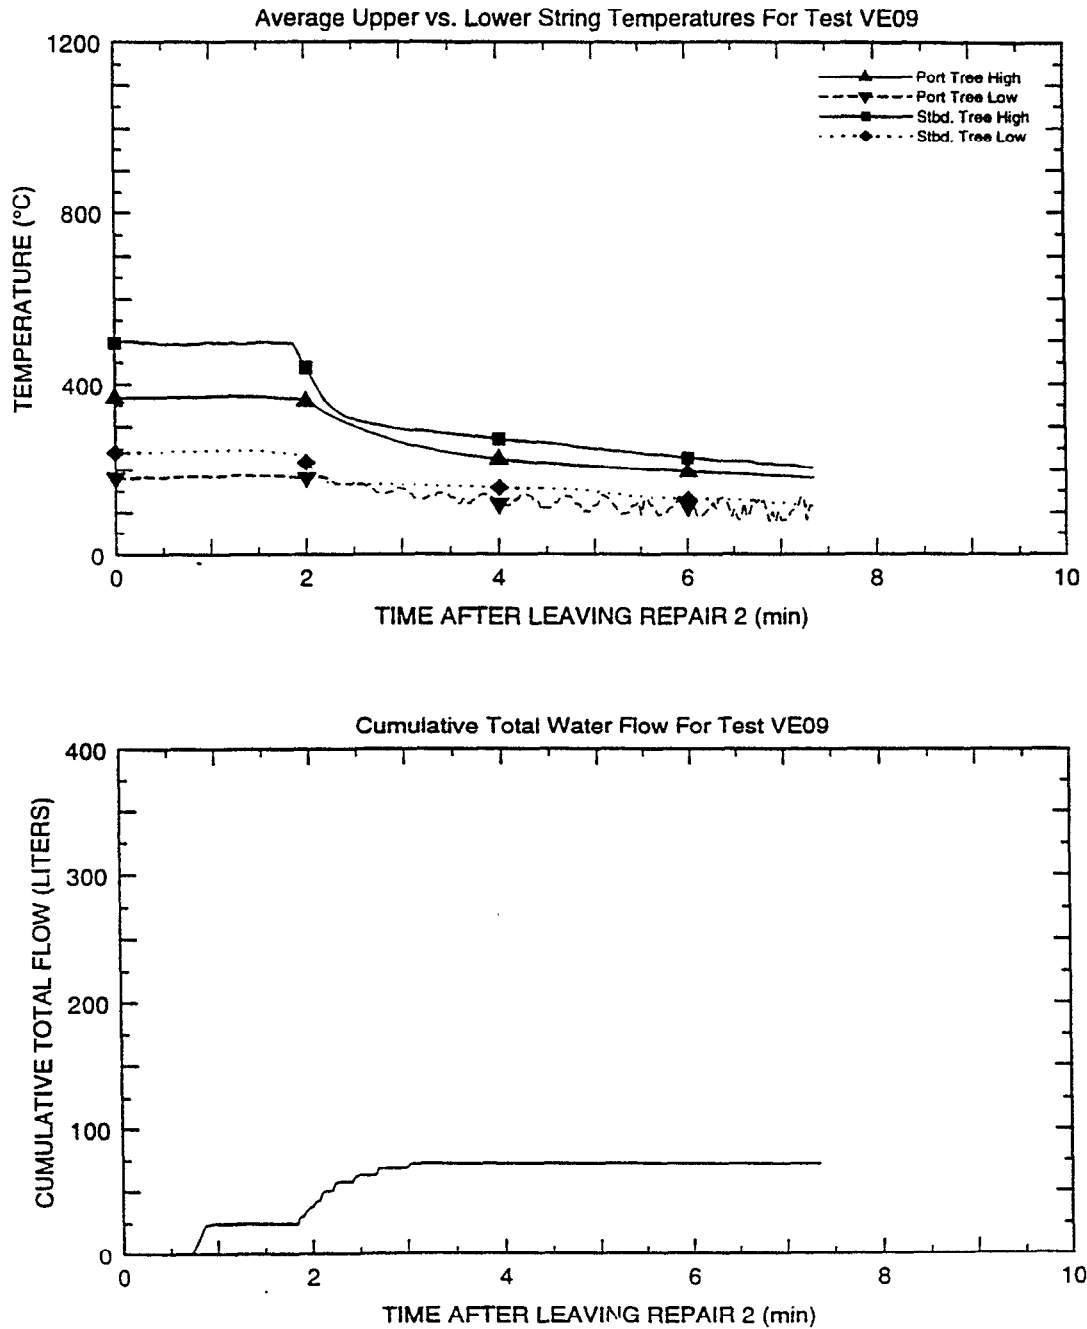 Average Upper vs. Lower String Temperatures For Test VE09
1200
800
400
0
TEMPERATURE (°C)
Port Tree High
Port Tree Low
Stbd. Tree High
Stbd. Tree Low
0 2 4 6 8 10
TIME AFTER LEAVING REPAIR 2 (min)
Cumulative Total Water Flow For Test VE09
400
300
200
100
0
CUMULATIVE TOTAL FLOW (LITERS)
0 2 4 6 8 10
TIME AFTER LEAVING REPAIR 2 (min)